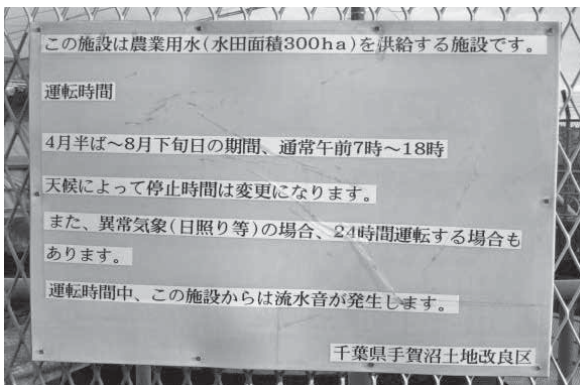 この施設は農業用水(水田面積300ha)を供給する施設です。
運転時間
4月半ば～8月下旬日の期間、通常午前7時～18時
天候によって停止時間は変更になります。
また、異常気象(日照り等)の場合、24時間運転する場合も
あります。
運転時間中、この施設からは流水音が発生します。
千葉県手賀沼土地改良区